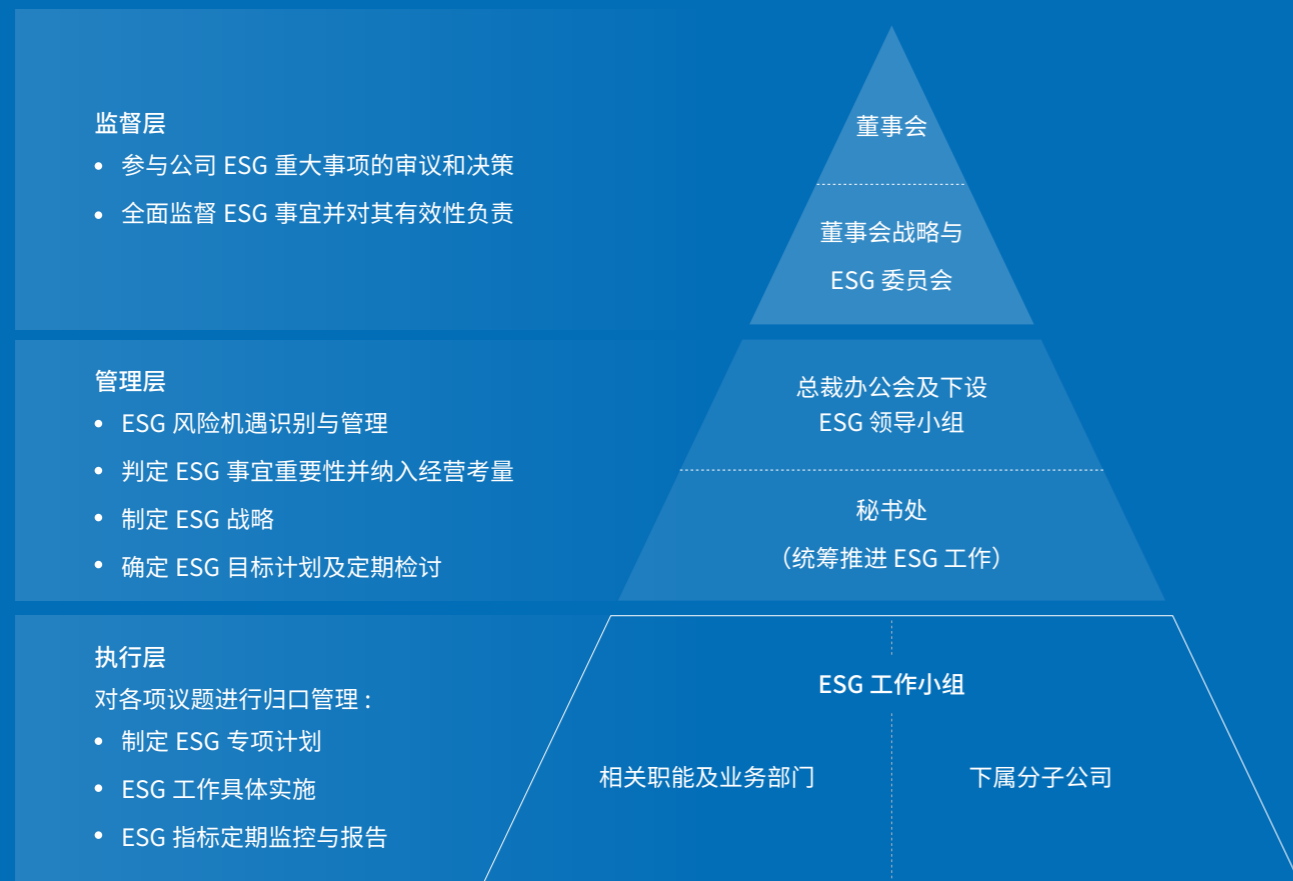 监督层
• 参与公司 ESG 重大事项的审议和决策
• 全面监督 ESG 事宜并对其有效性负责
董事会
董事会战略与
ESG 委员会
管理层
• ESG 风险机遇识别与管理
• 判定 ESG 事宜重要性并纳入经营考量
• 制定 ESG 战略
• 确定 ESG 目标计划及定期检讨
总裁办公会及下设
ESG 领导小组
秘书处
（统筹推进 ESG 工作）
执行层
对各项议题进行归口管理：
• 制定 ESG 专项计划
• ESG 工作具体实施
• ESG 指标定期监控与报告
ESG 工作小组
相关职能及业务部门
下属分子公司